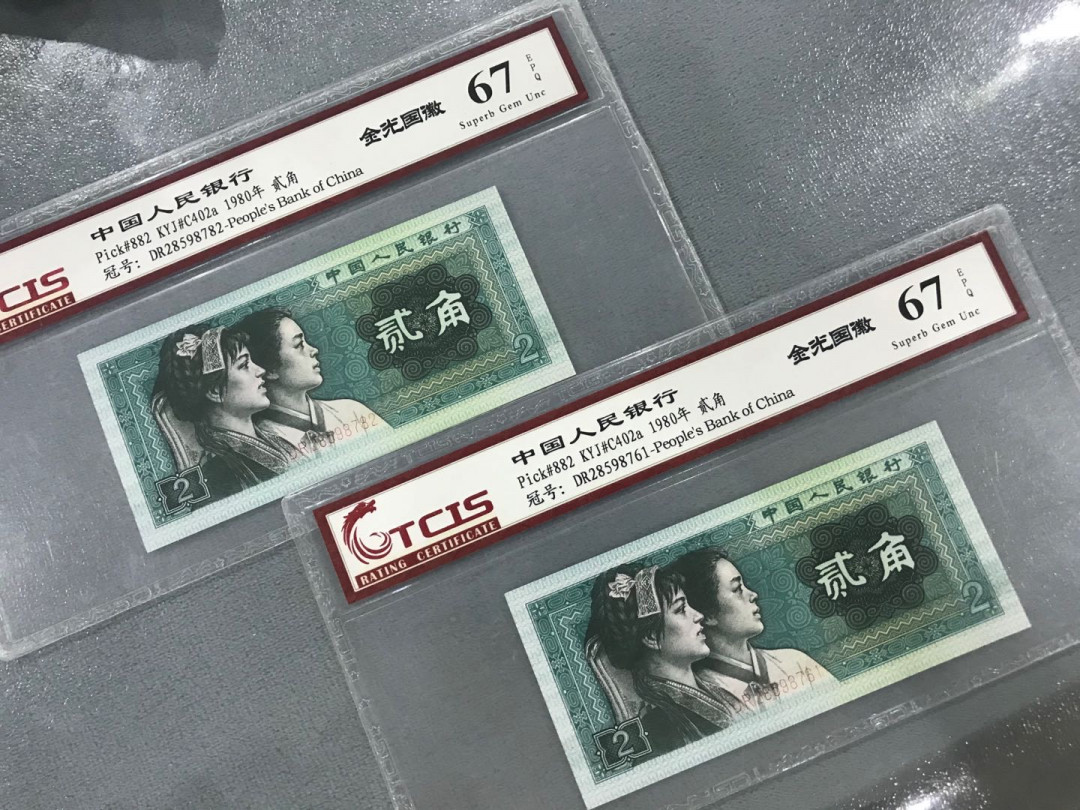 中国人民银行
Pick#882 KYJ#C402a 1980年 贰角
冠号: DR28598782-People's Bank of China
金光国徽
67
EPQ
Superb Gem Unc
TCIS
ERTIFICATE
中国人民银行
贰角
2
2
中国人民银行
Pick#882 KYJ#C402a 1980年 贰角
冠号: DR28598761-People's Bank of China
金光国徽
67
EPQ
Superb Gem Unc
TCIS
RATING CERTIFICATE
中国人民银行
贰角
2
2